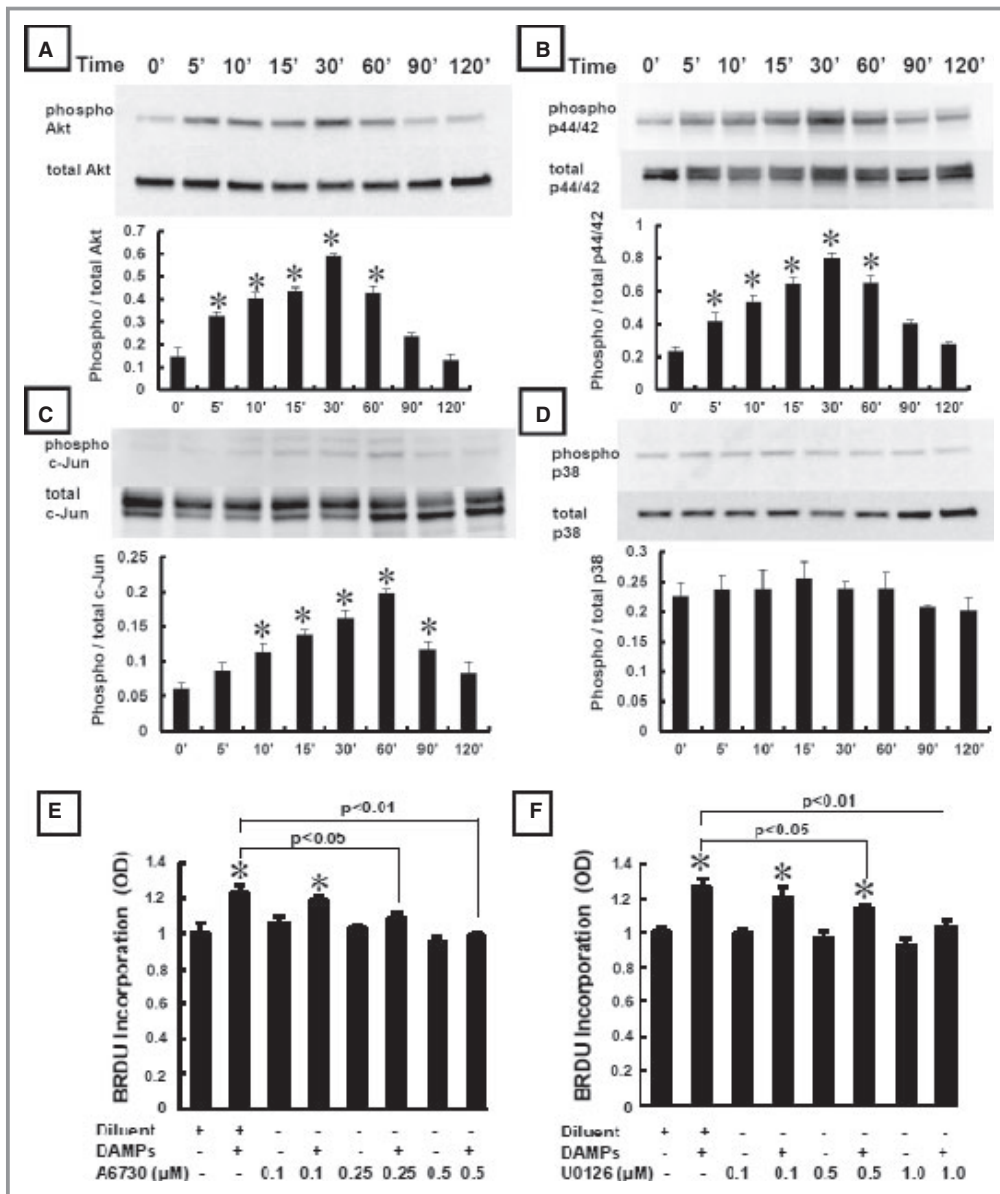 A
Time 0' 5' 10' 15' 30' 60' 90' 120'
phospho
Akt
total Akt
Phospho / total Akt
0.7
0.6
0.5
0.4
0.3
0.2
0.1
0
* * * * *
0' 5' 10' 15' 30' 60' 90' 120'
B
Time 0' 5' 10' 15' 30' 60' 90' 120'
phospho
p44/42
total
p44/42
Phospho / total p44/42
1
0.8
0.6
0.4
0.2
0
* * * * *
0' 5' 10' 15' 30' 60' 90' 120'
C
phospho
c-Jun
total
c-Jun
Phospho / total c-Jun
0.25
0.2
0.15
0.1
0.05
0
* * * * *
0' 5' 10' 15' 30' 60' 90' 120'
D
phospho
p38
total
p38
Phospho / total p38
0.3
0.25
0.2
0.15
0.1
0.05
0
0' 5' 10' 15' 30' 60' 90' 120'
E
p<0.01
p<0.05
BRDU Incorporation (OD)
1.4
1.2
1
0.8
0.6
0.4
0.2
0
* *
Diluent + + - - - - - -
DAMPs - + - + - + - +
A6730 (μM) - - 0.1 0.1 0.25 0.25 0.5 0.5
F
p<0.01
p<0.05
BRDU Incorporation (OD)
1.4
1.2
1
0.8
0.6
0.4
0.2
0
* * *
Diluent + + - - - - - -
DAMPs - + - + - + - +
U0126 (μM) - - 0.1 0.1 0.5 0.5 1.0 1.0